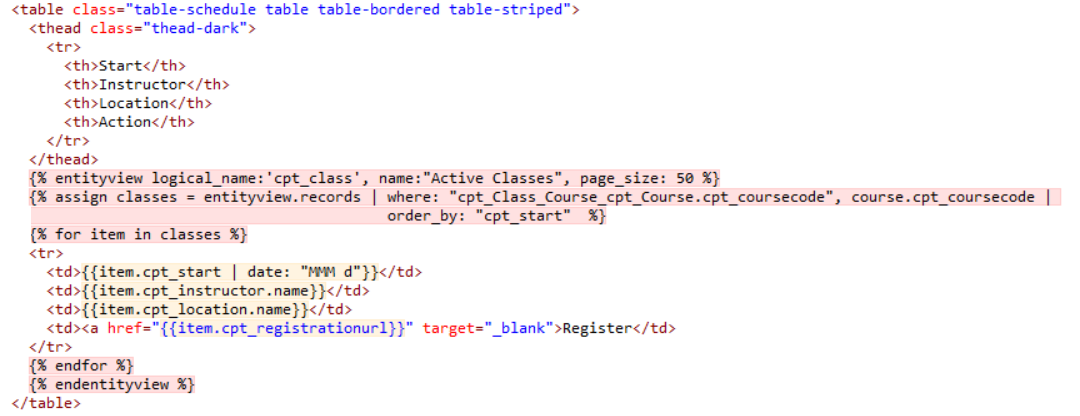 <table class="table-schedule table table-bordered table-striped">
  <thead class="thead-dark">
    <tr>
      <th>Start</th>
      <th>Instructor</th>
      <th>Location</th>
      <th>Action</th>
    </tr>
  </thead>
  {% entityview logical_name:'cpt_class', name:"Active Classes", page_size: 50 %}
  {% assign classes = entityview.records | where: "cpt_Class_Course_cpt_Course.cpt_coursecode", course.cpt_coursecode |
                                          order_by: "cpt_start"  %}
  {% for item in classes %}
  <tr>
    <td>{{item.cpt_start | date: "MMM d"}}</td>
    <td>{{item.cpt_instructor.name}}</td>
    <td>{{item.cpt_location.name}}</td>
    <td><a href="{{item.cpt_registrationurl}}" target="_blank">Register</td>
  </tr>
  {% endfor %}
  {% endentityview %}
</table>